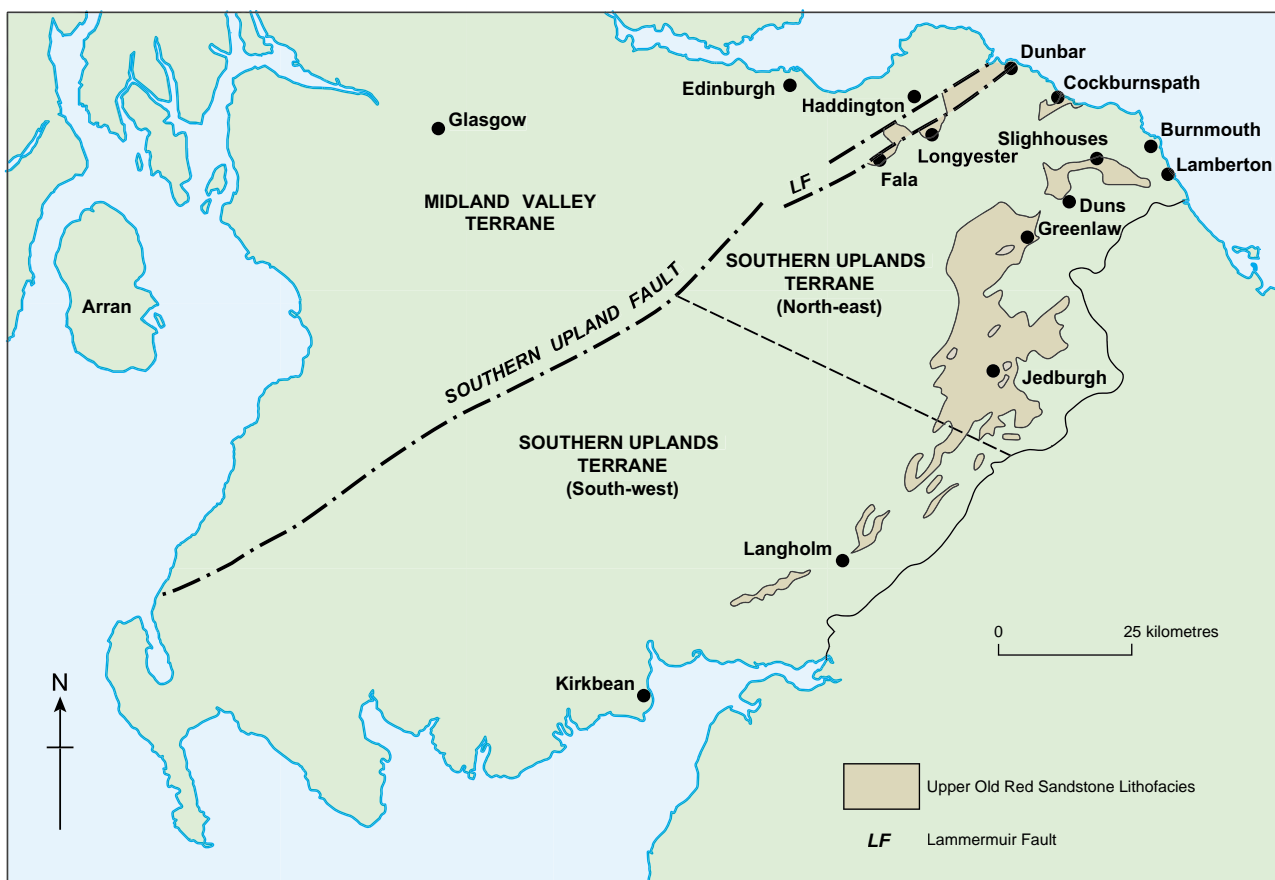 Dunbar
Edinburgh
Haddington
Cockburnspath
Glasgow
Slighhouses
Burnmouth
Longyester
Lamberton
Fala
LF
MIDLAND VALLEY
TERRANE
Duns
Greenlaw
SOUTHERN UPLANDS
TERRANE
(North-east)
Arran
SOUTHERN UPLAND FAULT
Jedburgh
SOUTHERN UPLANDS
TERRANE
(South-west)
Langholm
0 25 kilometres
N
Kirkbean
Upper Old Red Sandstone Lithofacies
LF Lammermuir Fault